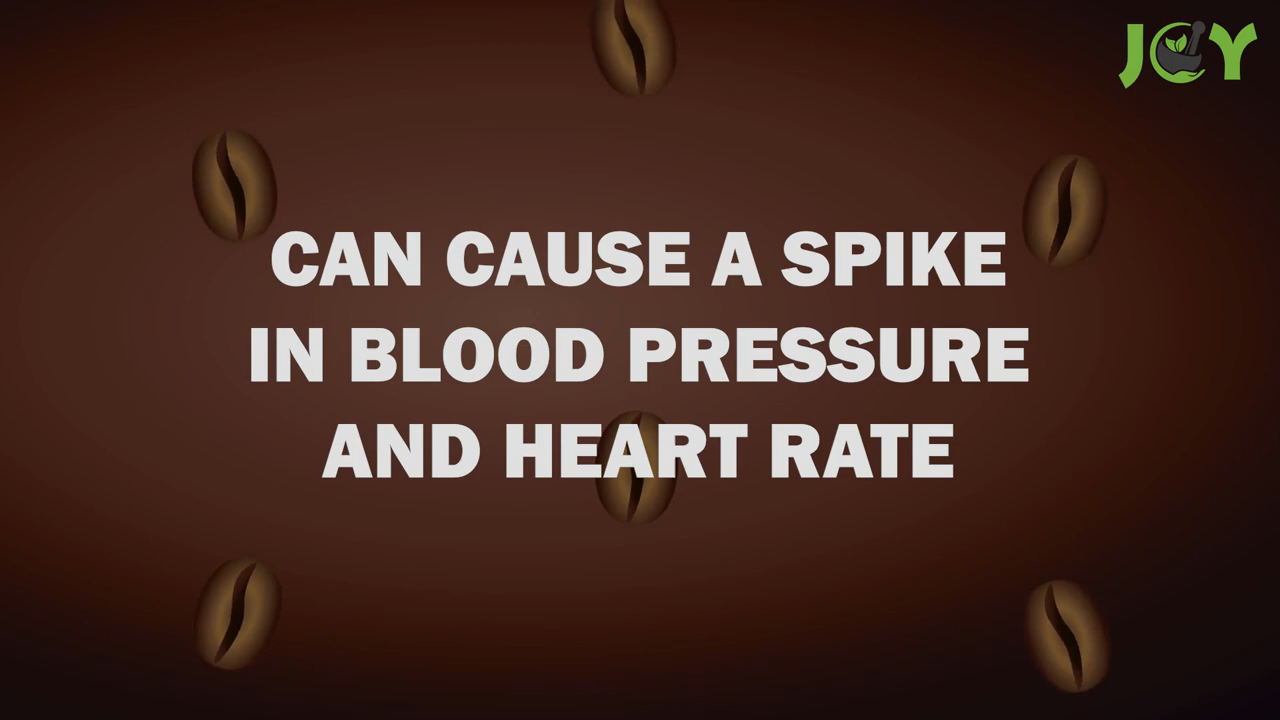 JOY
CAN CAUSE A SPIKE
IN BLOOD PRESSURE
AND HEART RATE